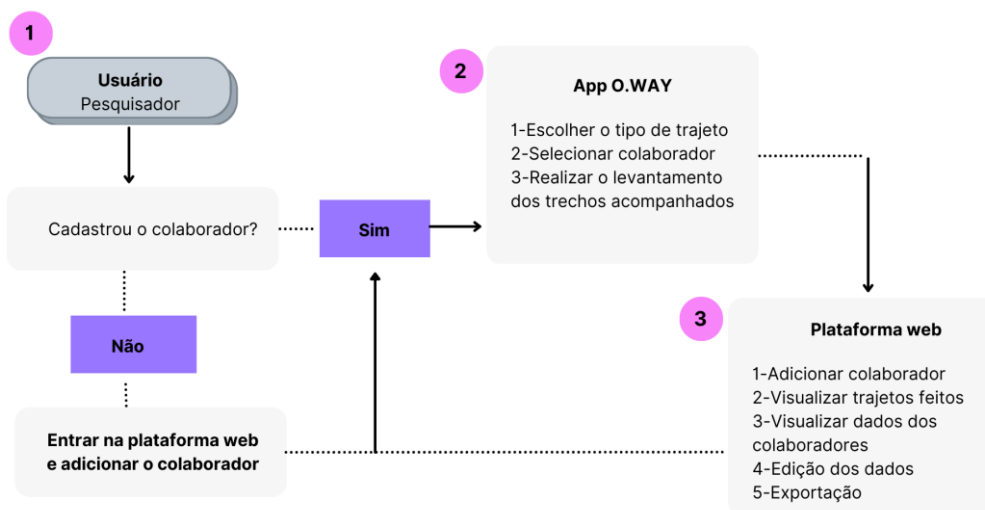 1
Usuário
Pesquisador
Cadastrou o colaborador?
Sim
Não
Entrar na plataforma web
e adicionar o colaborador
2
App O.WAY
1-Escolher o tipo de trajeto
2-Selecionar colaborador
3-Realizar o levantamento
dos trechos acompanhados
3
Plataforma web
1-Adicionar colaborador
2-Visualizar trajetos feitos
3-Visualizar dados dos
colaboradores
4-Edição dos dados
5-Exportação